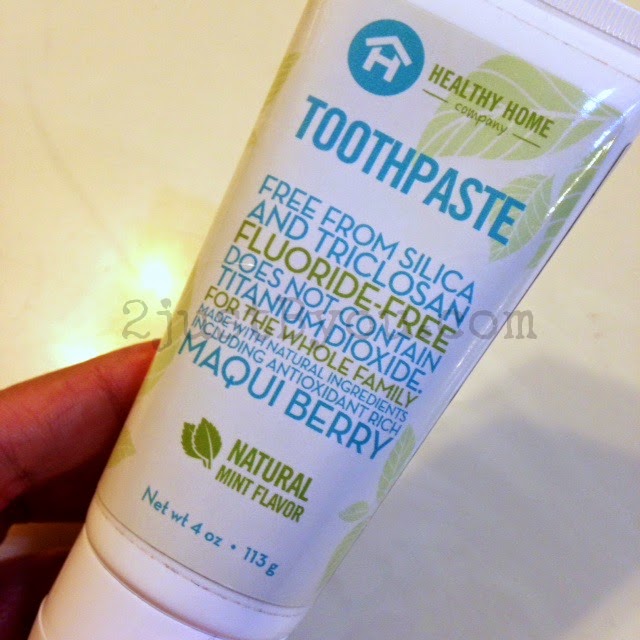 HEALTHY HOME
company
TOOTHPASTE
FREE FROM SILICA
AND TRICLOSAN
FLUORIDE-FREE
DOES NOT CONTAIN
TITANIUM DIOXIDE,
FOR THE WHOLE FAMILY
MADE WITH NATURAL INGREDIENTS
INCLUDING ANTIOXIDANT RICH
MAQUI BERRY
NATURAL
MINT FLAVOR
Net wt 4 oz • 113g